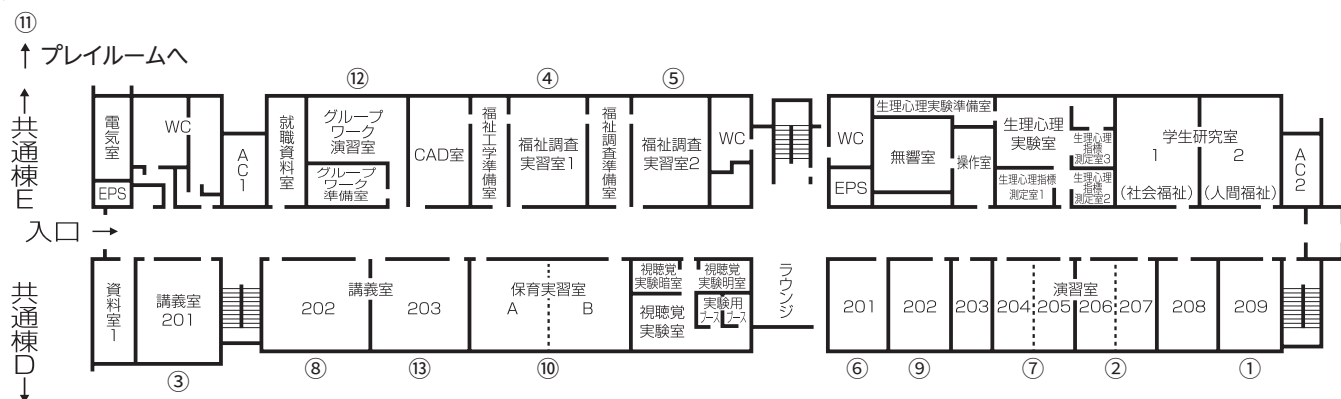 ⑪
↑ プレイルームへ
⑫ ④ ⑤
←共通棟E
電気室
EPS
WC
AC1
就職資料室
グループ
ワーク
演習室
グループ
ワーク
準備室
CAD室
福祉工学準備室
福祉調査
実習室1
福祉調査準備室
福祉調査
実習室2
WC
WC
EPS
生理心理実験準備室
無響室
操作室
生理心理
実験室
生理心理指標
測定室1
生理心理
指標
測定室3
生理心理
指標
測定室2
学生研究室
1 2
(社会福祉) (人間福祉)
AC2
入口 →
共通棟D→
資料室1
講義室
201
講義室
202 203
保育実習室
A B
視聴覚
実験暗室
視聴覚
実験明室
視聴覚
実験室
実験用
ブース ブース
ラウンジ
演習室
201 202 203 204 205 206 207 208 209
③ ⑧ ⑬ ⑩ ⑥ ⑨ ⑦ ② ①